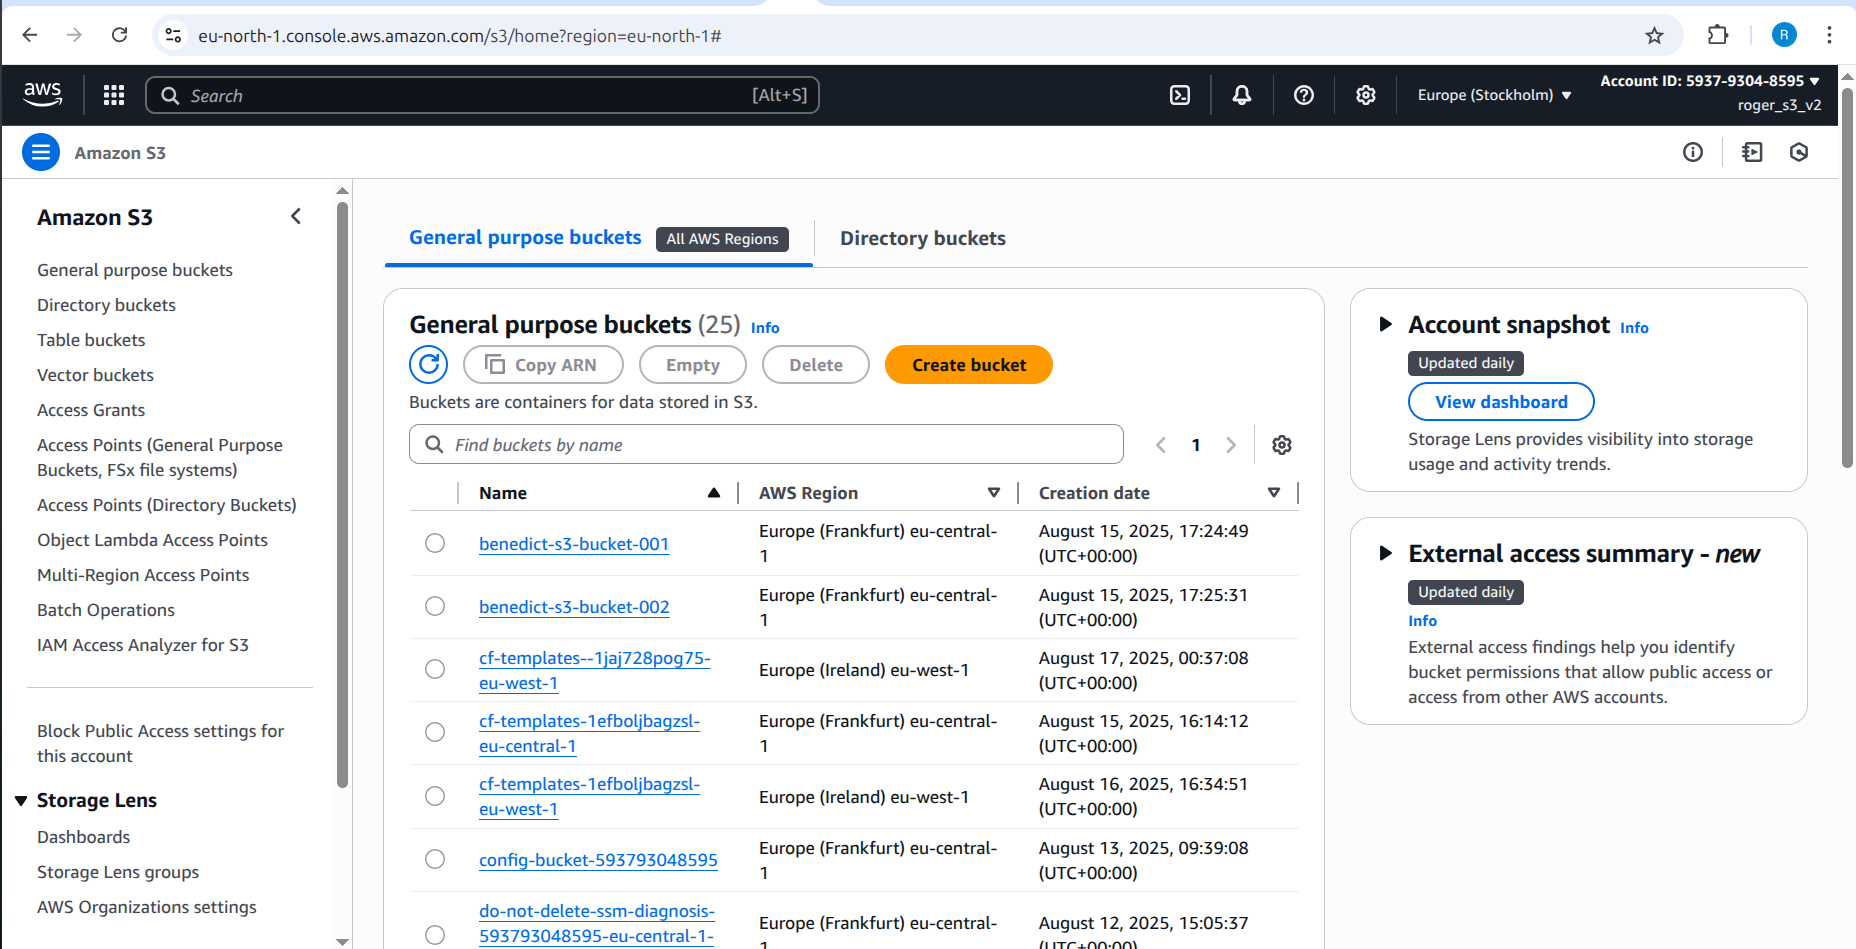 eu-north-1.console.aws.amazon.com/s3/home?region=eu-north-1#
R
aws
Search
[Alt+S]
Europe (Stockholm)
Account ID: 5937-9304-8595
roger_s3_v2
Amazon S3
Amazon S3
General purpose buckets
Directory buckets
Table buckets
Vector buckets
Access Grants
Access Points (General Purpose
Buckets, FSx file systems)
Access Points (Directory Buckets)
Object Lambda Access Points
Multi-Region Access Points
Batch Operations
IAM Access Analyzer for S3
Block Public Access settings for
this account
Storage Lens
Dashboards
Storage Lens groups
AWS Organizations settings
General purpose buckets
All AWS Regions
Directory buckets
General purpose buckets (25) Info
Copy ARN
Empty
Delete
Create bucket
Buckets are containers for data stored in S3.
Find buckets by name
1
Name
AWS Region
Creation date
benedict-s3-bucket-001
Europe (Frankfurt) eu-central-
1
August 15, 2025, 17:24:49
(UTC+00:00)
benedict-s3-bucket-002
Europe (Frankfurt) eu-central-
1
August 15, 2025, 17:25:31
(UTC+00:00)
cf-templates--1jaj728pog75-
eu-west-1
Europe (Ireland) eu-west-1
August 17, 2025, 00:37:08
(UTC+00:00)
cf-templates-1efboljbagzsl-
eu-central-1
Europe (Frankfurt) eu-central-
1
August 15, 2025, 16:14:12
(UTC+00:00)
cf-templates-1efboljbagzsl-
eu-west-1
Europe (Ireland) eu-west-1
August 16, 2025, 16:34:51
(UTC+00:00)
config-bucket-593793048595
Europe (Frankfurt) eu-central-
1
August 13, 2025, 09:39:08
(UTC+00:00)
do-not-delete-ssm-diagnosis-
593793048595-eu-central-1-
Europe (Frankfurt) eu-central-
1
August 12, 2025, 15:05:37
(UTC+00:00)
Account snapshot Info
Updated daily
View dashboard
Storage Lens provides visibility into storage
usage and activity trends.
External access summary - new
Updated daily
Info
External access findings help you identify
bucket permissions that allow public access or
access from other AWS accounts.